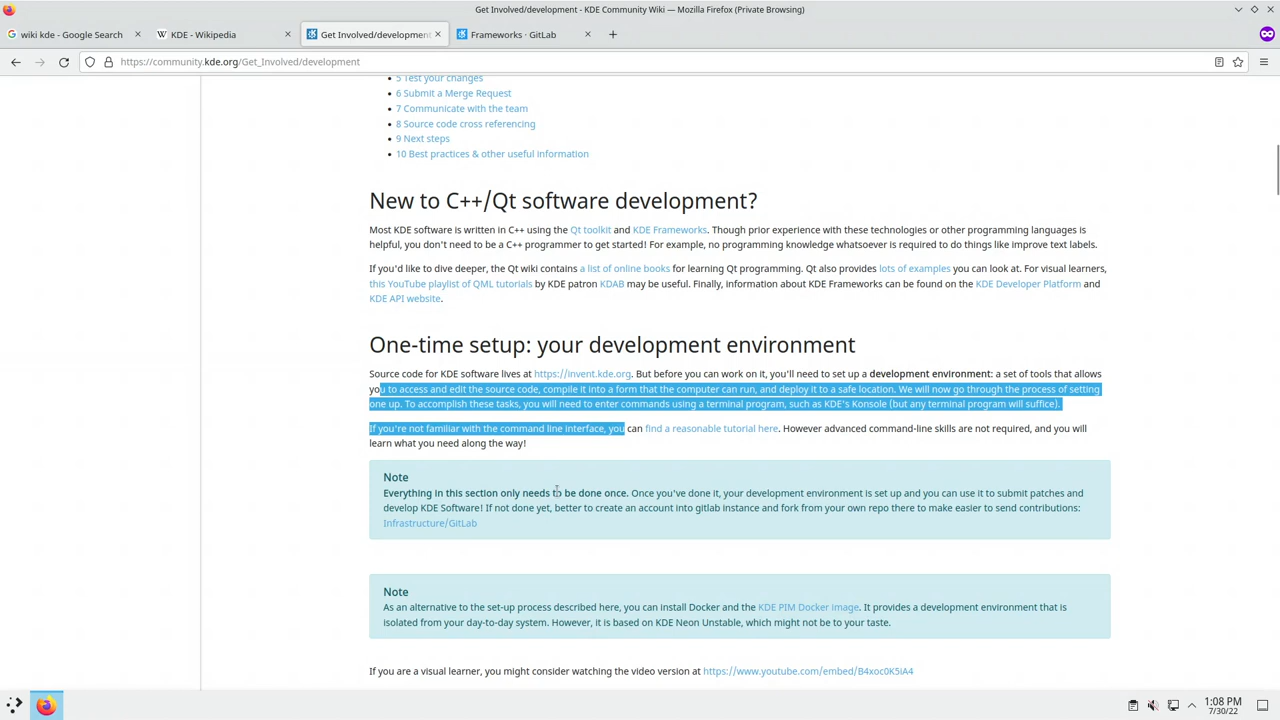 Get Involved/development - KDE Community Wiki — Mozilla Firefox (Private Browsing)
wiki kde - Google Search
KDE - Wikipedia
Get Involved/development
Frameworks · GitLab
https://community.kde.org/Get_Involved/development
5 Test your changes
6 Submit a Merge Request
7 Communicate with the team
8 Source code cross referencing
9 Next steps
10 Best practices & other useful information
New to C++/Qt software development?
Most KDE software is written in C++ using the Qt toolkit and KDE Frameworks. Though prior experience with these technologies or other programming languages is
helpful, you don't need to be a C++ programmer to get started! For example, no programming knowledge whatsoever is required to do things like improve text labels.
If you'd like to dive deeper, the Qt wiki contains a list of online books for learning Qt programming. Qt also provides lots of examples you can look at. For visual learners,
this YouTube playlist of QML tutorials by KDE patron KDAB may be useful. Finally, information about KDE Frameworks can be found on the KDE Developer Platform and
KDE API website.
One-time setup: your development environment
Source code for KDE software lives at https://invent.kde.org. But before you can work on it, you'll need to set up a development environment: a set of tools that allows
you to access and edit the source code, compile it into a form that the computer can run, and deploy it to a safe location. We will now go through the process of setting
one up. To accomplish these tasks, you will need to enter commands using a terminal program, such as KDE's Konsole (but any terminal program will suffice).
If you're not familiar with the command line interface, you can find a reasonable tutorial here. However advanced command-line skills are not required, and you will
learn what you need along the way!
Note
Everything in this section only needs to be done once. Once you've done it, your development environment is set up and you can use it to submit patches and
develop KDE Software! If not done yet, better to create an account into gitlab instance and fork from your own repo there to make easier to send contributions:
Infrastructure/GitLab
Note
As an alternative to the set-up process described here, you can install Docker and the KDE PIM Docker image. It provides a development environment that is
isolated from your day-to-day system. However, it is based on KDE Neon Unstable, which might not be to your taste.
If you are a visual learner, you might consider watching the video version at https://www.youtube.com/embed/B4xoc0K5iA4
1:08 PM
7/30/22